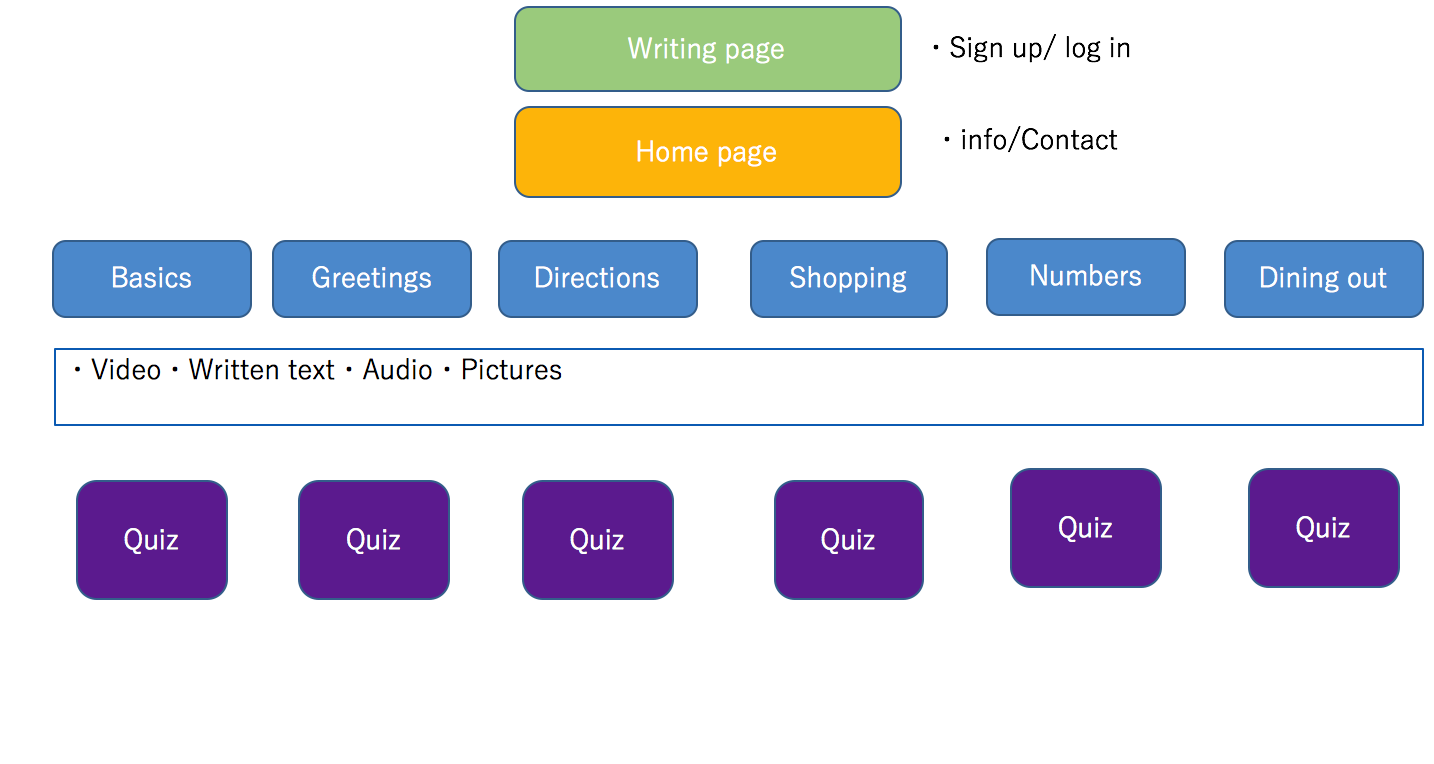 Writing page
・Sign up/ log in
Home page
・info/Contact
Basics
Greetings
Directions
Shopping
Numbers
Dining out
・Video・Written text・Audio・Pictures
Quiz
Quiz
Quiz
Quiz
Quiz
Quiz